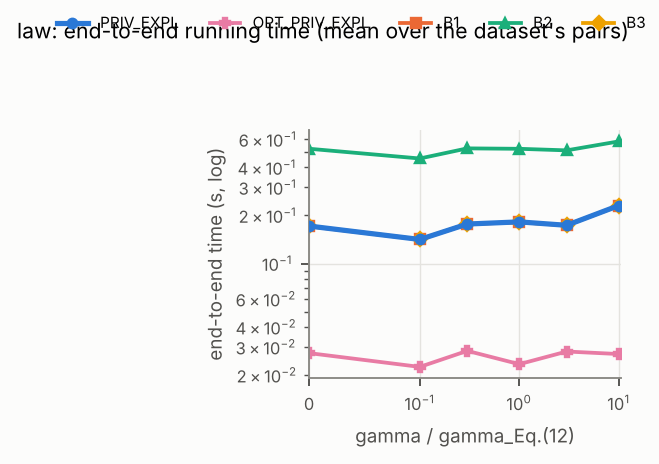 PRIV_EXPL OPT_PRIV_EXPL B1 B2 B3
law: end-to-end running time (mean over the dataset's pairs)
6 × 10⁻¹
4 × 10⁻¹
3 × 10⁻¹
2 × 10⁻¹
10⁻¹
6 × 10⁻²
4 × 10⁻²
3 × 10⁻²
2 × 10⁻²
end-to-end time (s, log)
0 10⁻¹ 10⁰ 10¹
gamma / gamma_Eq.(12)